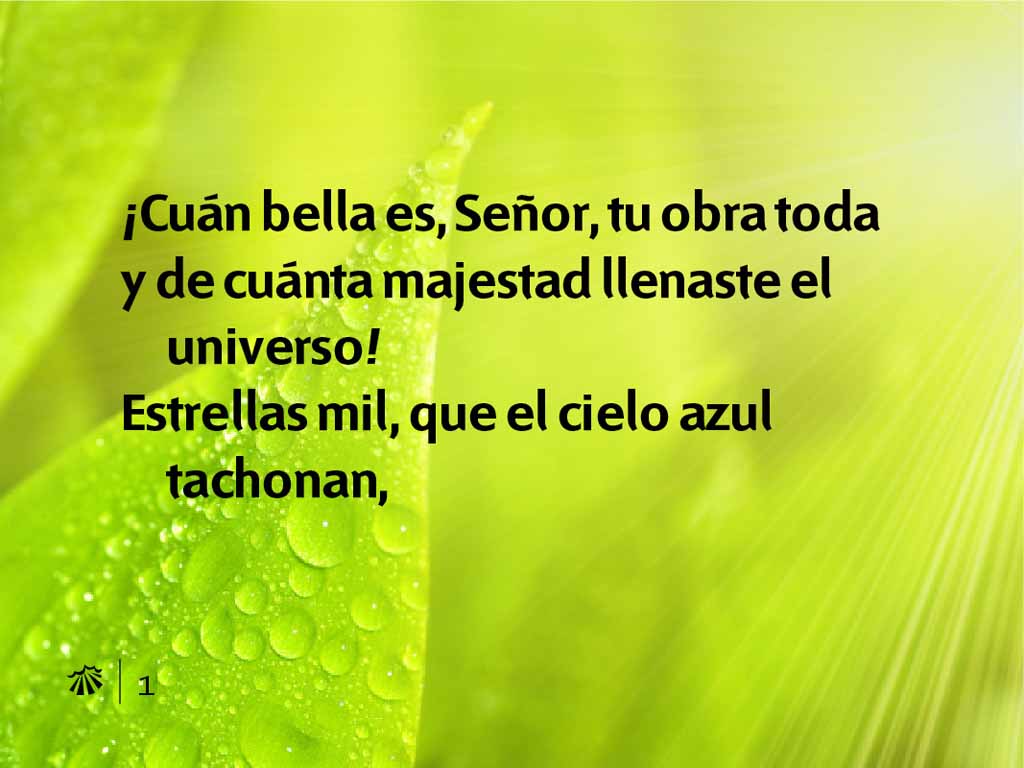 ¡Cuán bella es, Señor, tu obra toda
y de cuánta majestad llenaste el
universo!
Estrellas mil, que el cielo azul
tachonan,
1